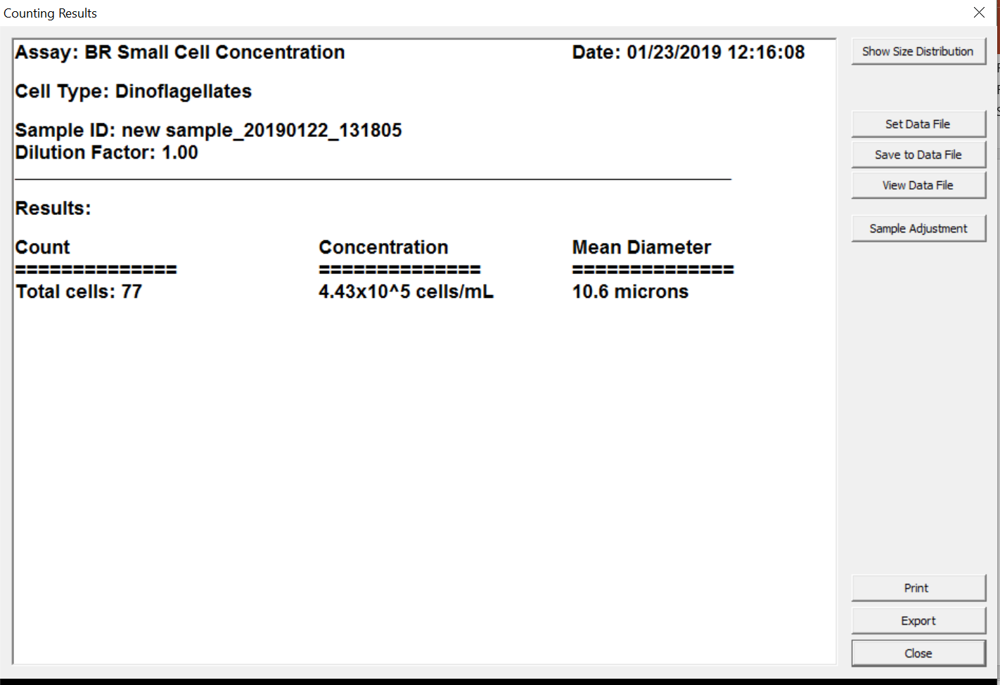 Counting Results
Assay: BR Small Cell Concentration Date: 01/23/2019 12:16:08
Cell Type: Dinoflagellates
Sample ID: new sample_20190122_131805
Dilution Factor: 1.00
Results:
Count Concentration Mean Diameter
============== ============== ==============
Total cells: 77 4.43x10^5 cells/mL 10.6 microns
Show Size Distribution
Set Data File
Save to Data File
View Data File
Sample Adjustment
Print
Export
Close